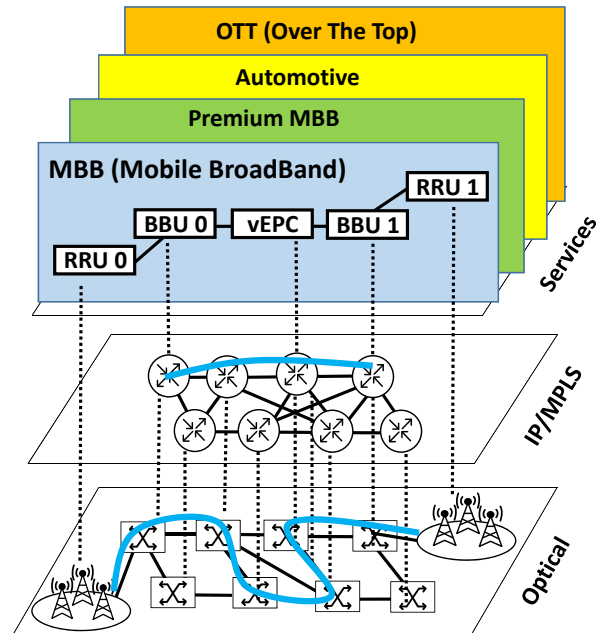 OTT (Over The Top)
Automotive
Premium MBB
MBB (Mobile BroadBand)
RRU 1
BBU 0
vEPC
BBU 1
RRU 0
Services
IP/MPLS
Optical